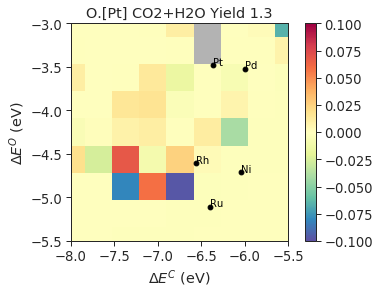 O.[Pt] CO2+H2O Yield 1.3
−3.0
−3.5
−4.0
−4.5
−5.0
−5.5
ΔE^O (eV)
−8.0 −7.5 −7.0 −6.5 −6.0 −5.5
ΔE^C (eV)
Pt
Pd
Rh
Ni
Ru
0.100
0.075
0.050
0.025
0.000
−0.025
−0.050
−0.075
−0.100